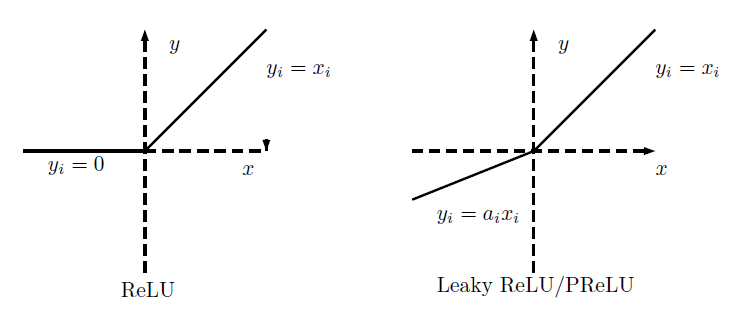 y
y_i = x_i
y_i = 0
x
ReLU
y
y_i = x_i
x
y_i = a_i x_i
Leaky ReLU/PReLU